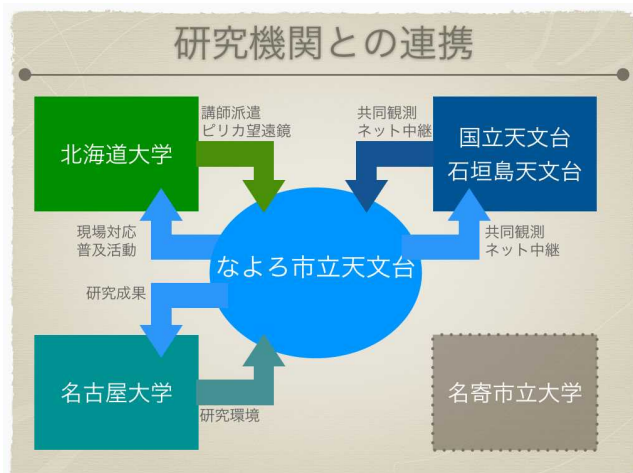 研究機関との連携
講師派遣
ピリカ望遠鏡
共同観測
ネット中継
北海道大学
国立天文台
石垣島天文台
現場対応
普及活動
なよろ市立天文台
共同観測
ネット中継
研究成果
名古屋大学
研究環境
名寄市立大学